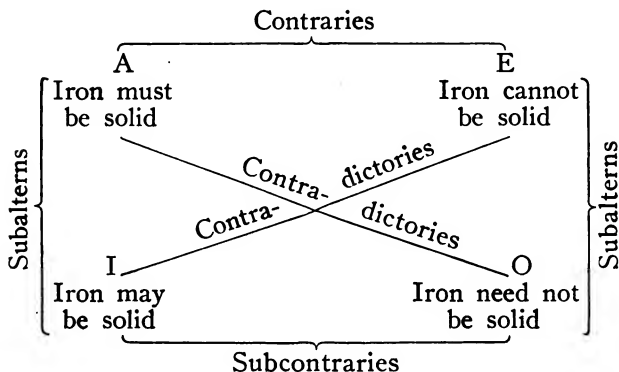 Contraries
A E
Iron must Iron cannot
be solid be solid
Subalterns
Contra- dictories
Contra- dictories
Subalterns
I O
Iron may Iron need not
be solid be solid
Subcontraries